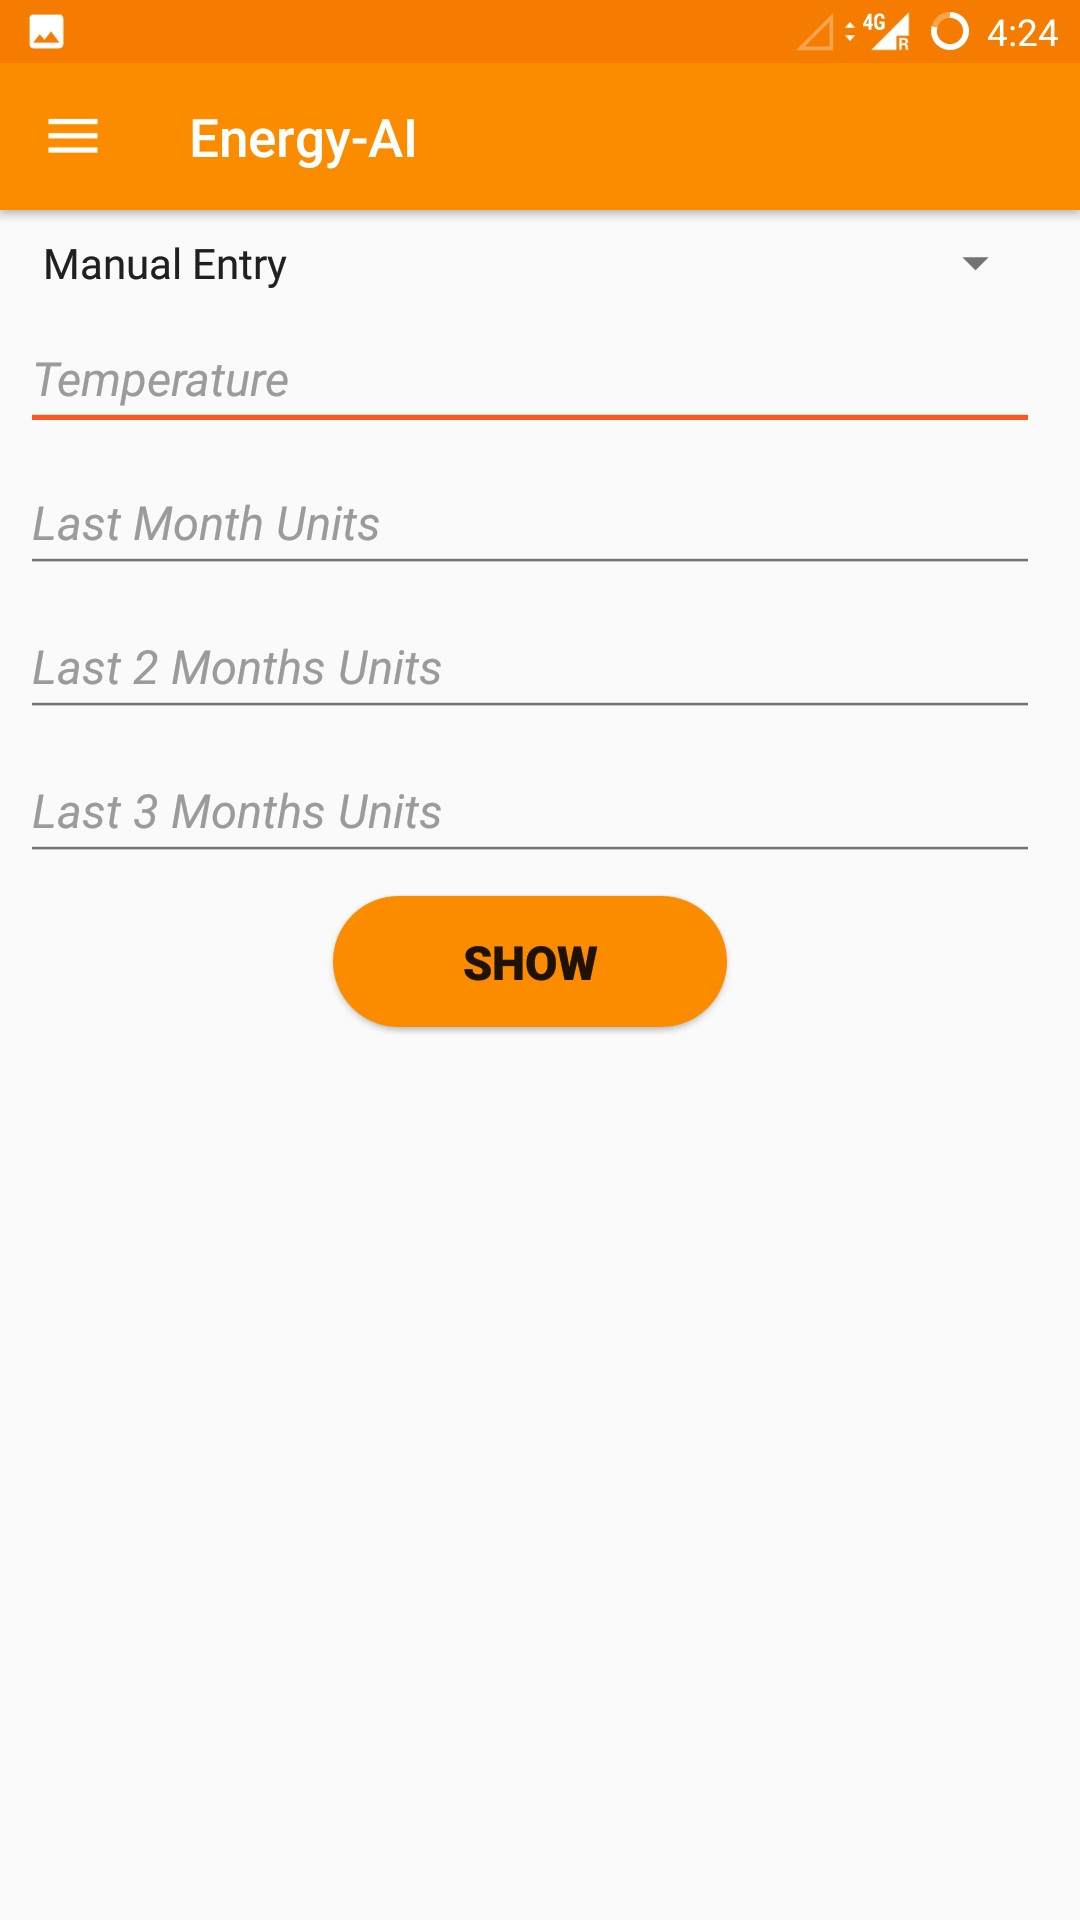 4G R 4:24
Energy-AI
Manual Entry
Temperature
Last Month Units
Last 2 Months Units
Last 3 Months Units
SHOW